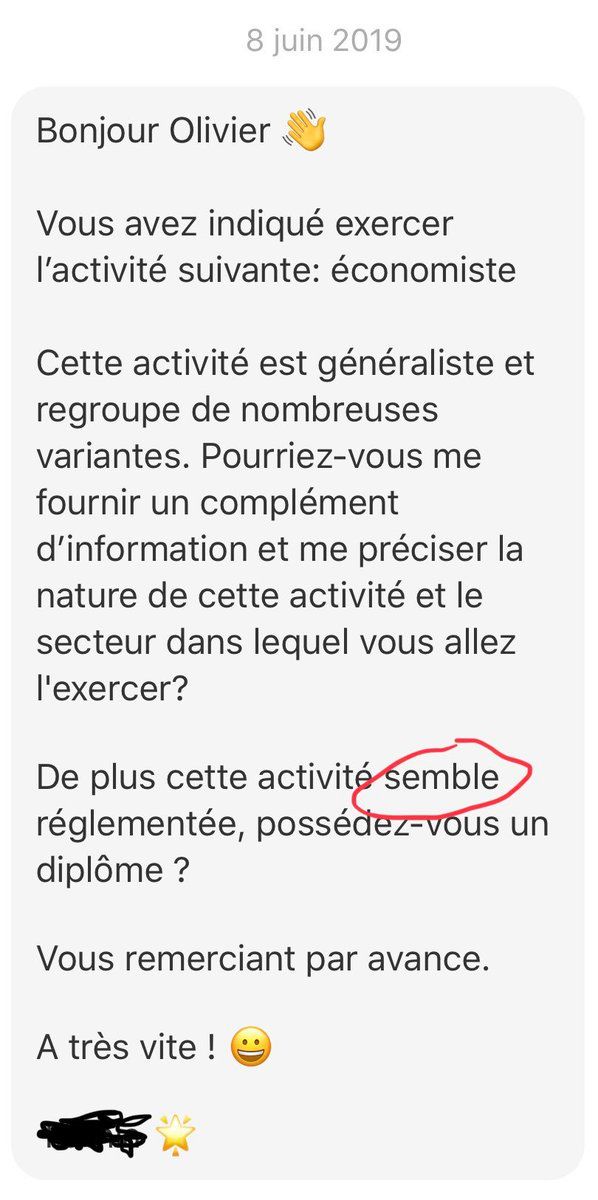 8 juin 2019
Bonjour Olivier 👋
Vous avez indiqué exercer
l’activité suivante: économiste
Cette activité est généraliste et
regroupe de nombreuses
variantes. Pourriez-vous me
fournir un complément
d’information et me préciser la
nature de cette activité et le
secteur dans lequel vous allez
l'exercer?
De plus cette activité semble
réglementée, possédez-vous un
diplôme ?
Vous remerciant par avance.
A très vite ! 😀
🌟